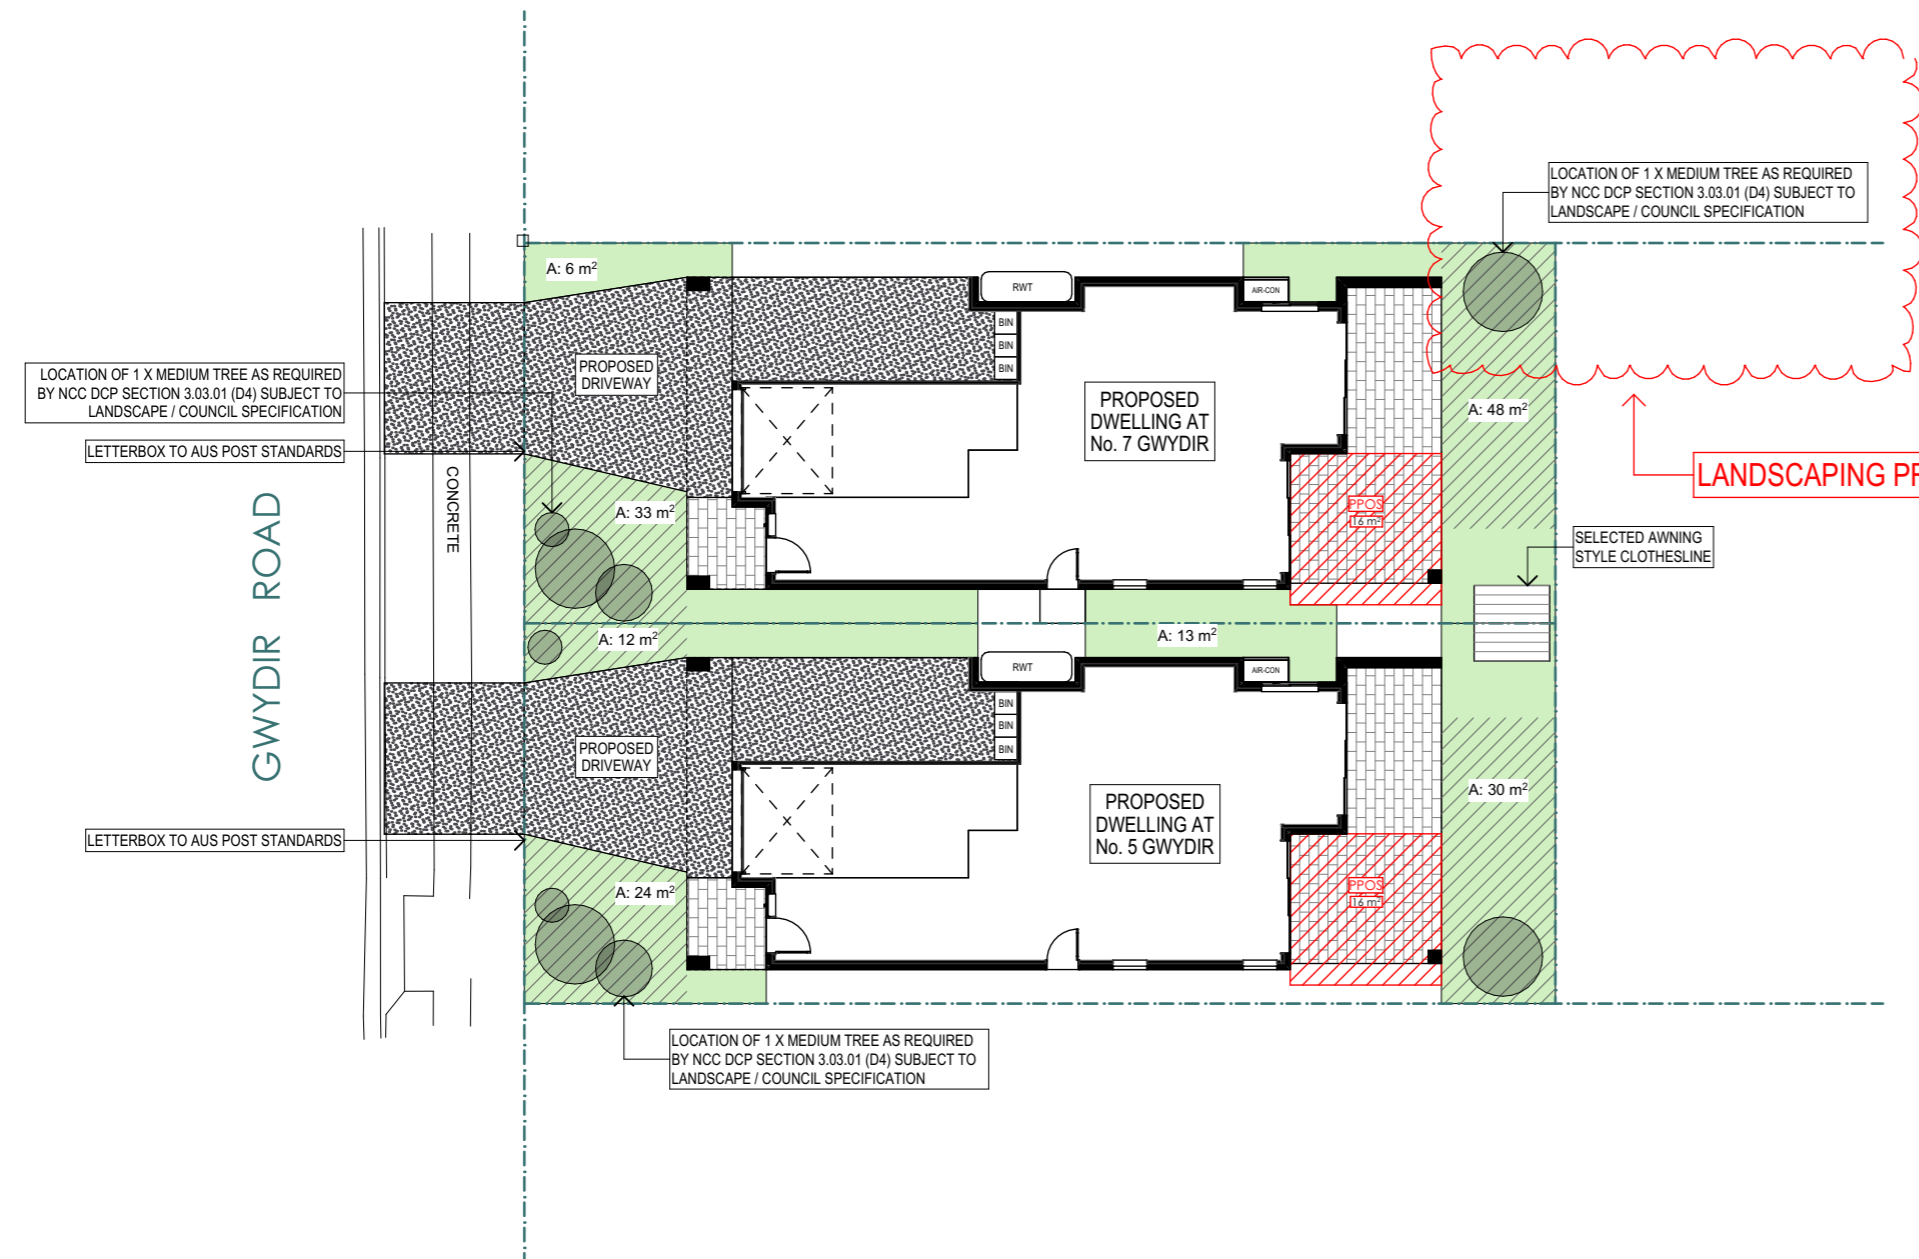 LOCATION OF 1 X MEDIUM TREE AS REQUIRED
BY NCC DCP SECTION 3.03.01 (D4) SUBJECT TO
LANDSCAPE / COUNCIL SPECIFICATION
A: 6 m²
RWT
AIR-CON
BIN
BIN
BIN
LOCATION OF 1 X MEDIUM TREE AS REQUIRED
BY NCC DCP SECTION 3.03.01 (D4) SUBJECT TO
LANDSCAPE / COUNCIL SPECIFICATION
PROPOSED
DRIVEWAY
PROPOSED
DWELLING AT
No. 7 GWYDIR
A: 48 m²
LETTERBOX TO AUS POST STANDARDS
LANDSCAPING PR
CONCRETE
A: 33 m²
PPOS
16 m²
SELECTED AWNING
STYLE CLOTHESLINE
GWYDIR ROAD
A: 12 m²
A: 13 m²
RWT
AIR-CON
BIN
BIN
BIN
PROPOSED
DRIVEWAY
PROPOSED
DWELLING AT
No. 5 GWYDIR
A: 30 m²
LETTERBOX TO AUS POST STANDARDS
A: 24 m²
PPOS
16 m²
LOCATION OF 1 X MEDIUM TREE AS REQUIRED
BY NCC DCP SECTION 3.03.01 (D4) SUBJECT TO
LANDSCAPE / COUNCIL SPECIFICATION